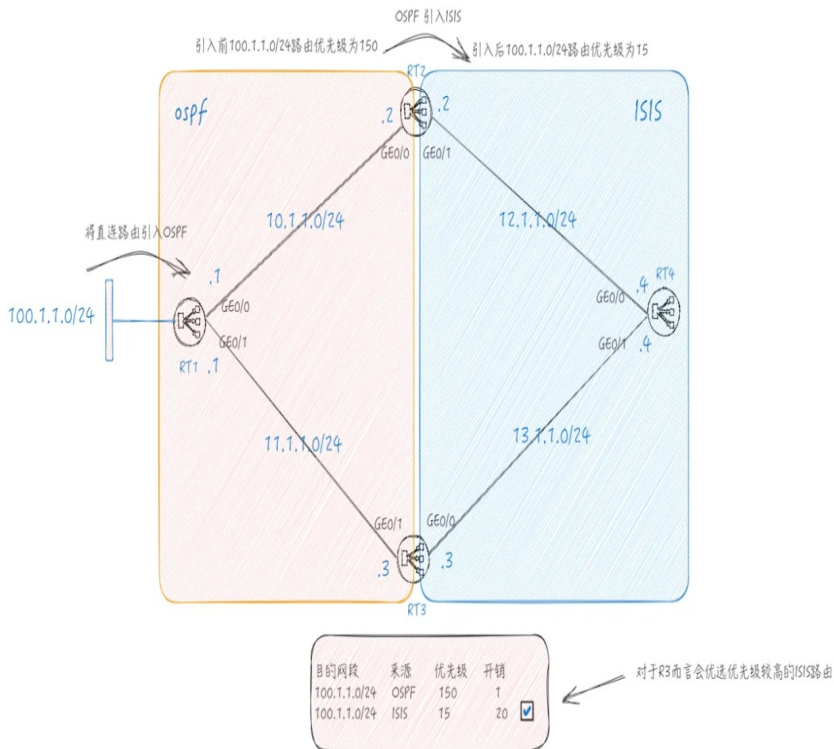 OSPF 引入ISIS
引入前100.1.1.0/24路由优先级为150
引入后100.1.1.0/24路由优先级为15
RT2
ospf
.2
.2
ISIS
GE0/0
GE0/1
10.1.1.0/24
12.1.1.0/24
将直连路由引入OSPF
.1
.4
RT4
GE0/0
GE0/0
100.1.1.0/24
GE0/1
GE0/1
.4
RT1
.1
11.1.1.0/24
13.1.1.0/24
GE0/1
GE0/0
.3
.3
RT3
目的网段 来源 优先级 开销
100.1.1.0/24 OSPF 150 1
100.1.1.0/24 ISIS 15 20
对于R3而言会优选优先级较高的ISIS路由